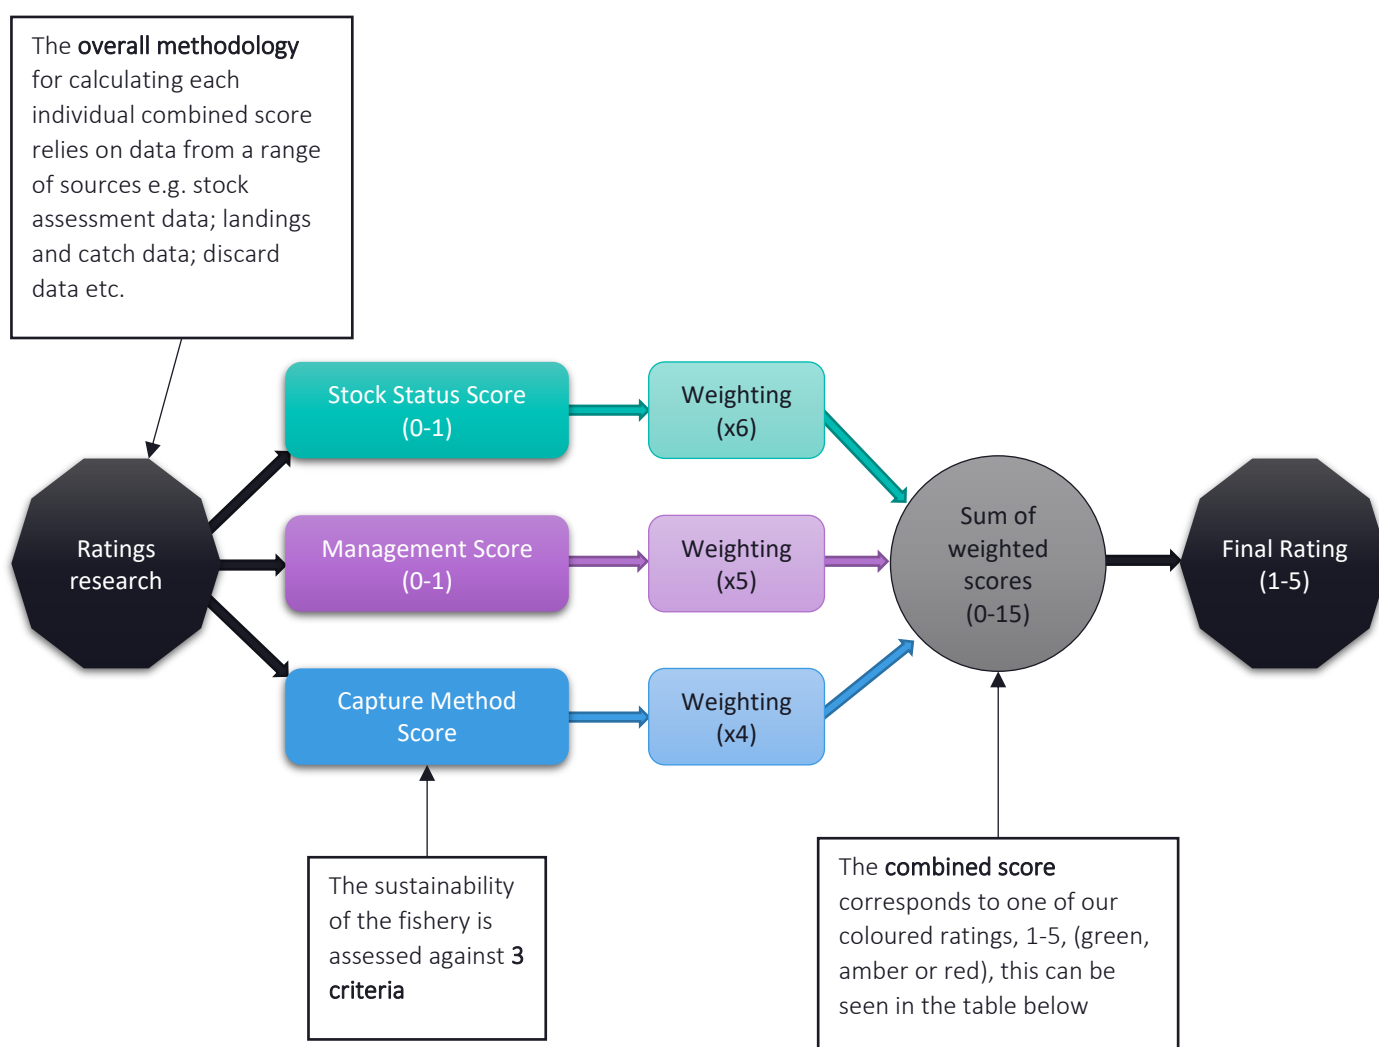 The overall methodology
for calculating each
individual combined score
relies on data from a range
of sources e.g. stock
assessment data; landings
and catch data; discard
data etc.
Stock Status Score
(0-1)
Weighting
(x6)
Ratings
research
Management Score
(0-1)
Weighting
(x5)
Sum of
weighted
scores
(0-15)
Final Rating
(1-5)
Capture Method
Score
Weighting
(x4)
The sustainability
of the fishery is
assessed against 3
criteria
The combined score
corresponds to one of our
coloured ratings, 1-5, (green,
amber or red), this can be
seen in the table below